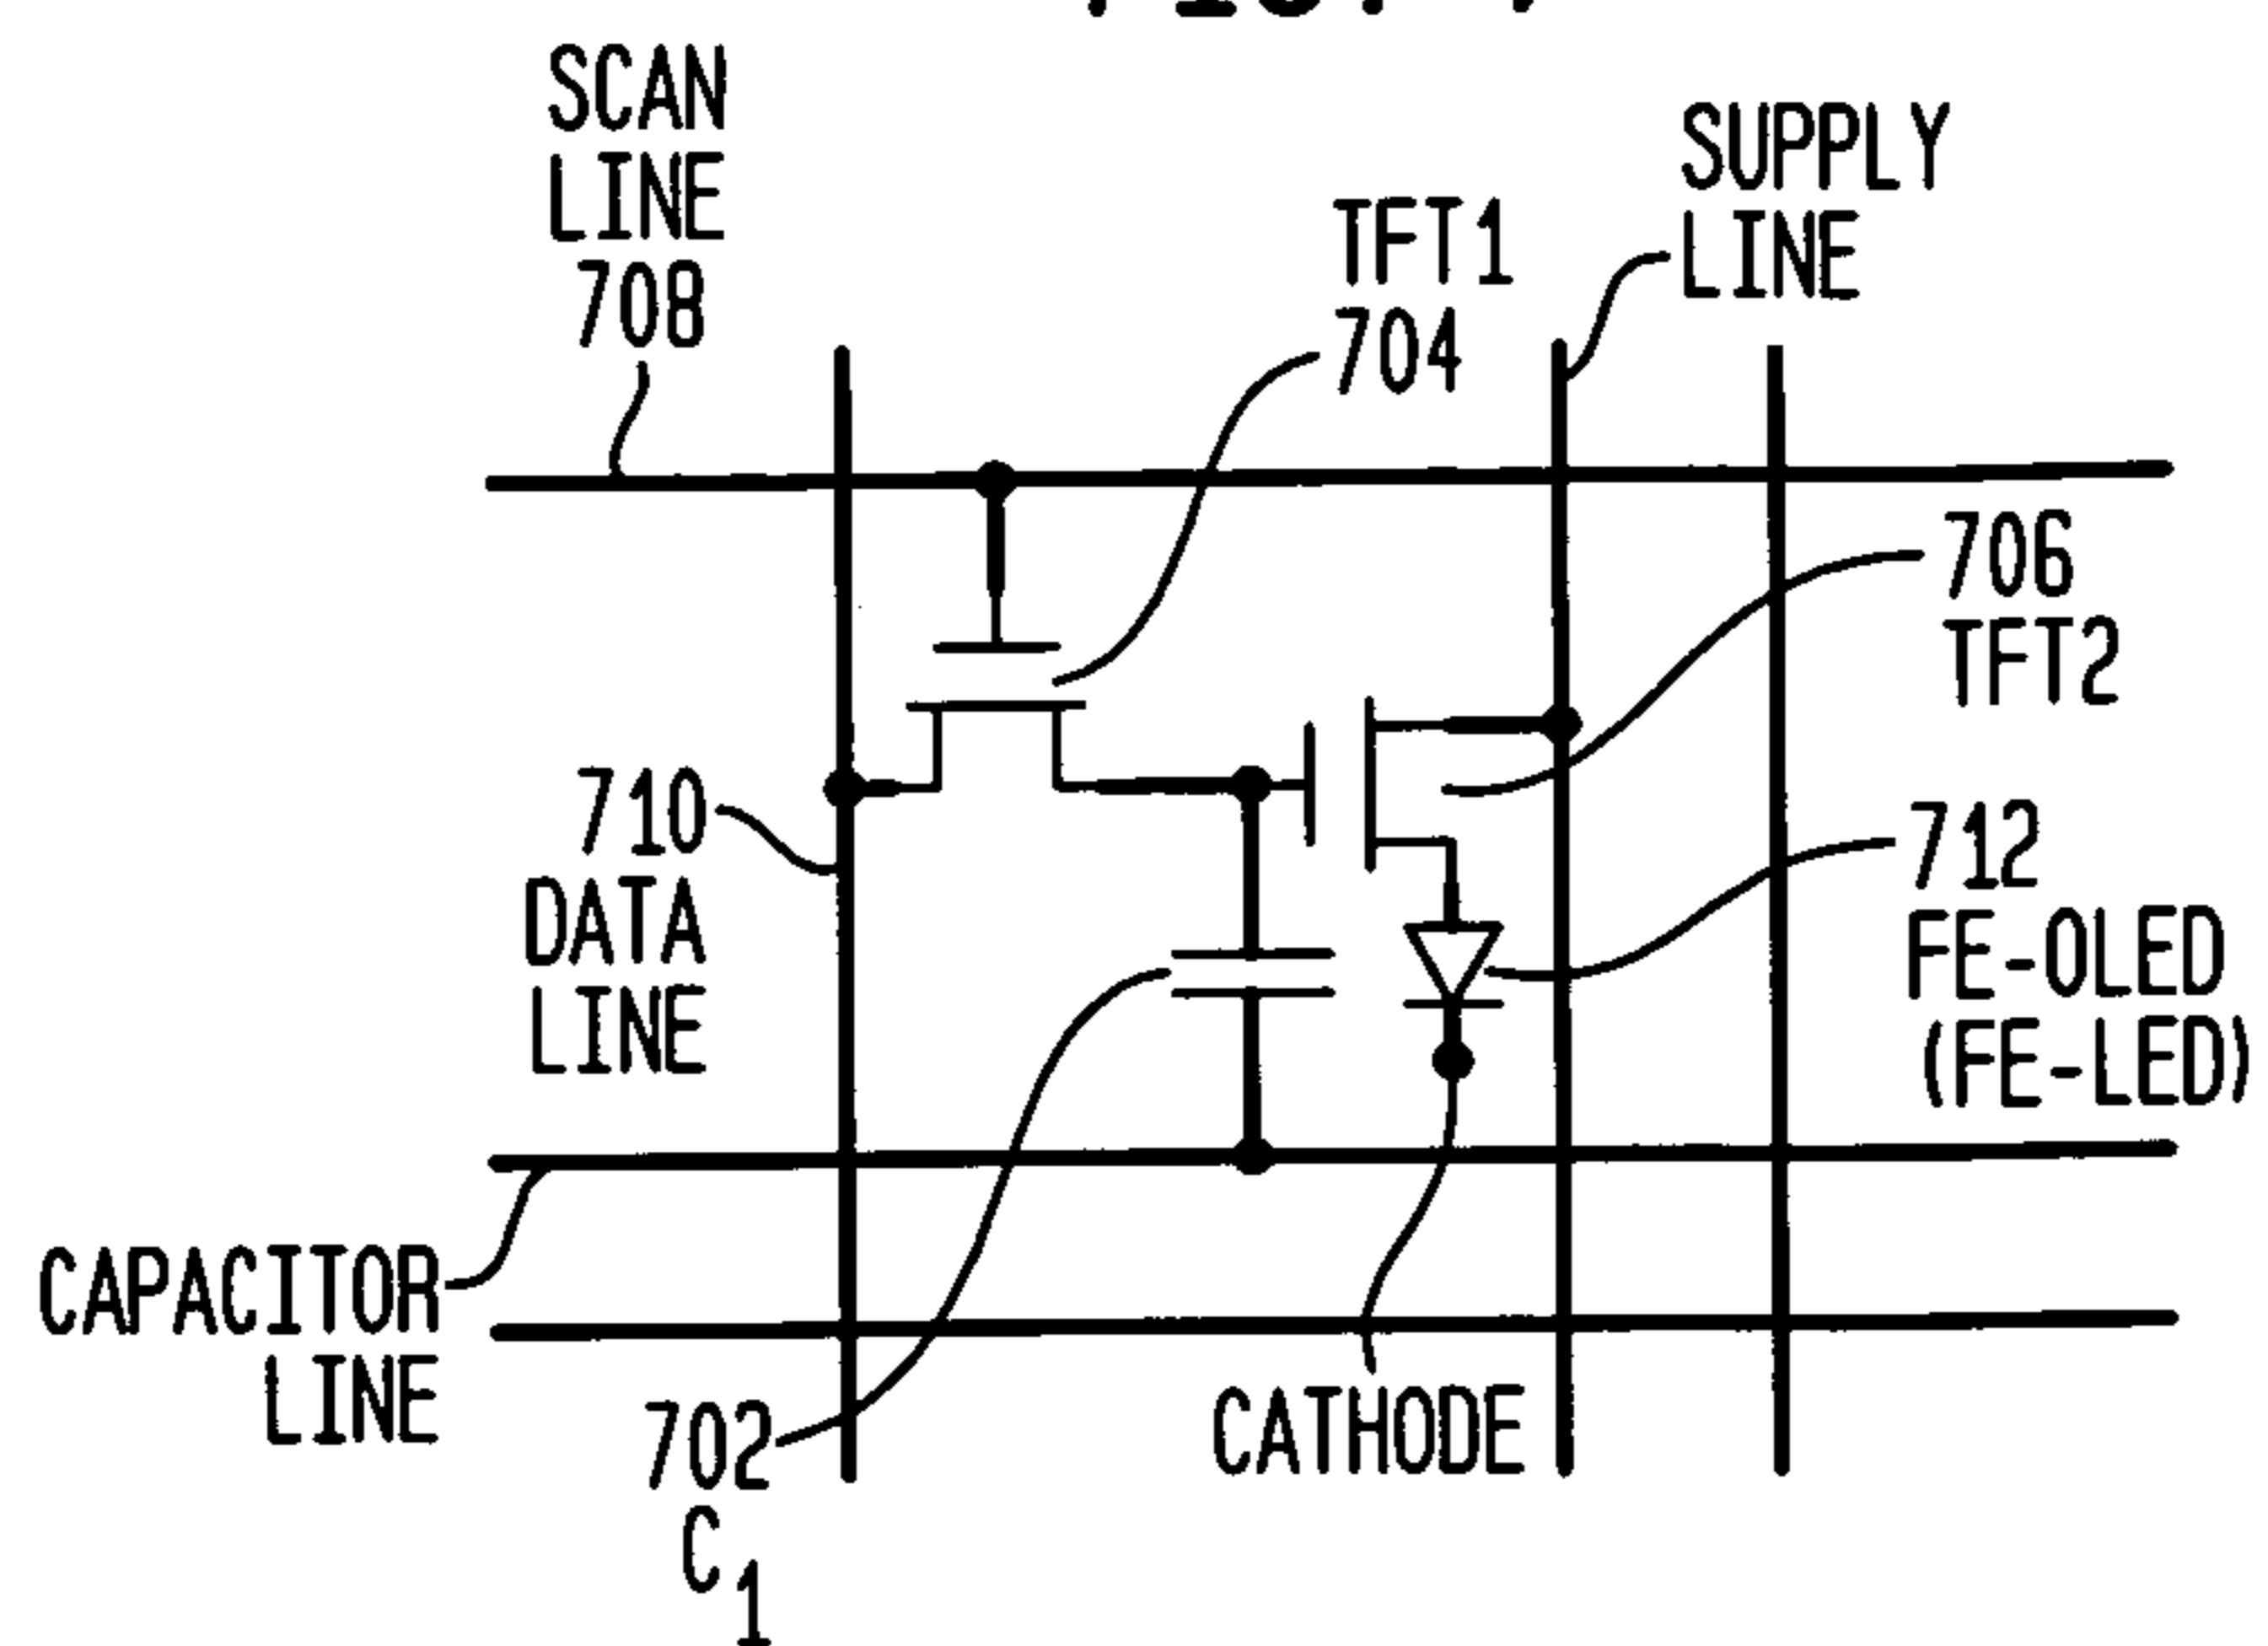 SCAN
LINE
708
SUPPLY
LINE
TFT1
704
706
TFT2
710
DATA
LINE
712
FE-OLED
(FE-LED)
CAPACITOR
LINE
702
C1
CATHODE